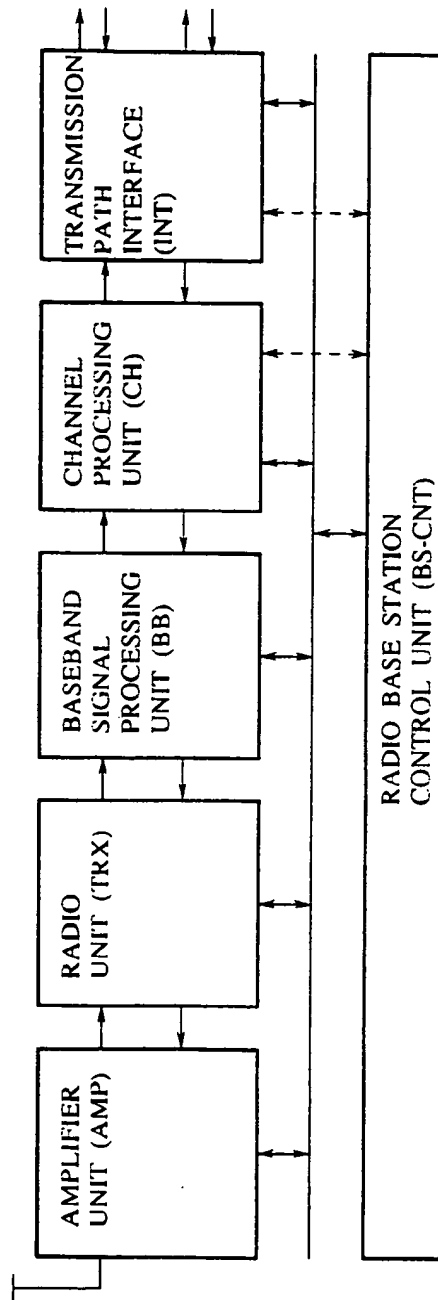 AMPLIFIER
UNIT (AMP)
RADIO
UNIT (TRX)
BASEBAND
SIGNAL
PROCESSING
UNIT (BB)
CHANNEL
PROCESSING
UNIT (CH)
TRANSMISSION
PATH
INTERFACE
(INT)
RADIO BASE STATION
CONTROL UNIT (BS-CNT)